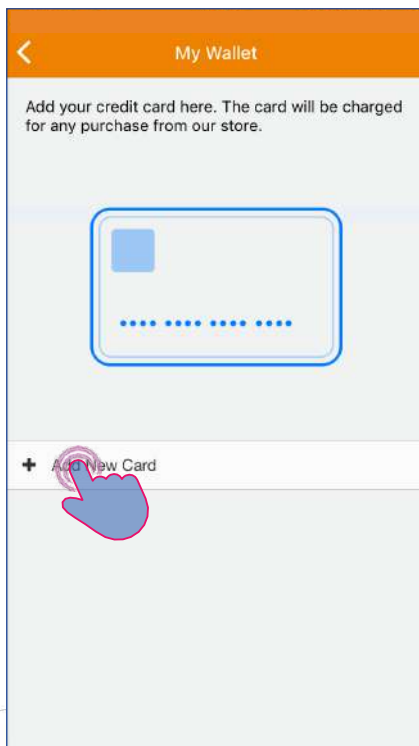 My Wallet
Add your credit card here. The card will be charged
for any purchase from our store.
+ Add New Card